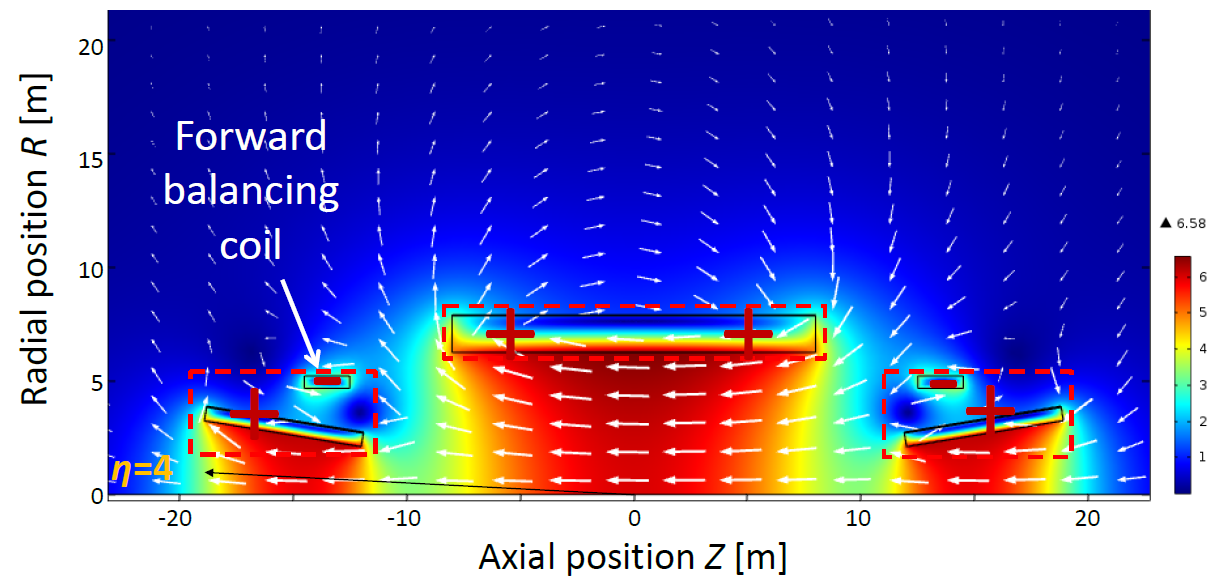 20
15
10
5
0
Radial position R [m]
Forward
balancing
coil
η=4
-20
-10
0
10
20
Axial position Z [m]
▲ 6.58
6
5
4
3
2
1